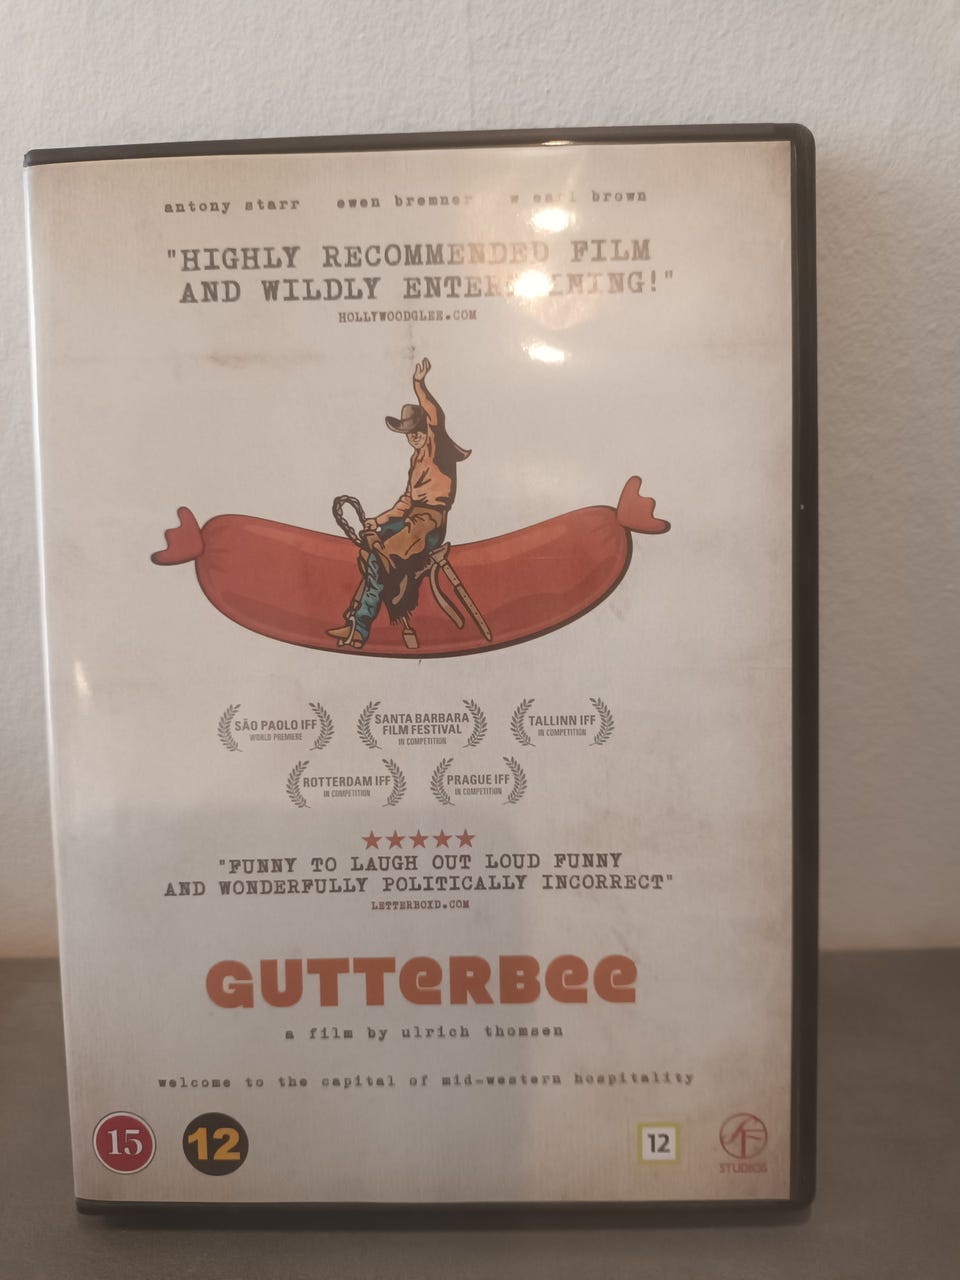 antony starr ewen bremner w earl brown
"HIGHLY RECOMMENDED FILM
AND WILDLY ENTERTAINING!"
HOLLYWOODGLEE.COM
SÃO PAOLO IFF
WORLD PREMIERE
SANTA BARBARA
FILM FESTIVAL
IN COMPETITION
TALLINN IFF
IN COMPETITION
ROTTERDAM IFF
IN COMPETITION
PRAGUE IFF
IN COMPETITION
"FUNNY TO LAUGH OUT LOUD FUNNY
AND WONDERFULLY POLITICALLY INCORRECT"
LETTERBOXD.COM
GUTTERBEE
a film by ulrich thomsen
welcome to the capital of mid-western hospitality
15 12 12 SF
STUDIOS